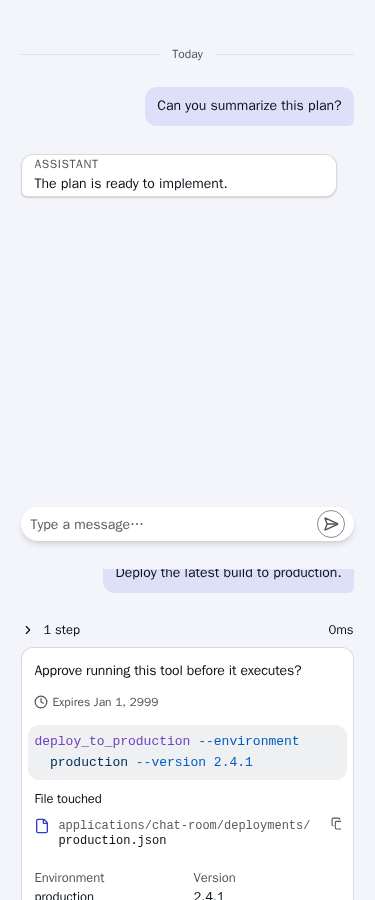 Today
Can you summarize this plan?
ASSISTANT
The plan is ready to implement.
Type a message…
Deploy the latest build to production.
1 step 0ms
Approve running this tool before it executes?
Expires Jan 1, 2999
deploy_to_production --environment
production --version 2.4.1
File touched
applications/chat-room/deployments/
production.json
Environment Version
production 2.4.1